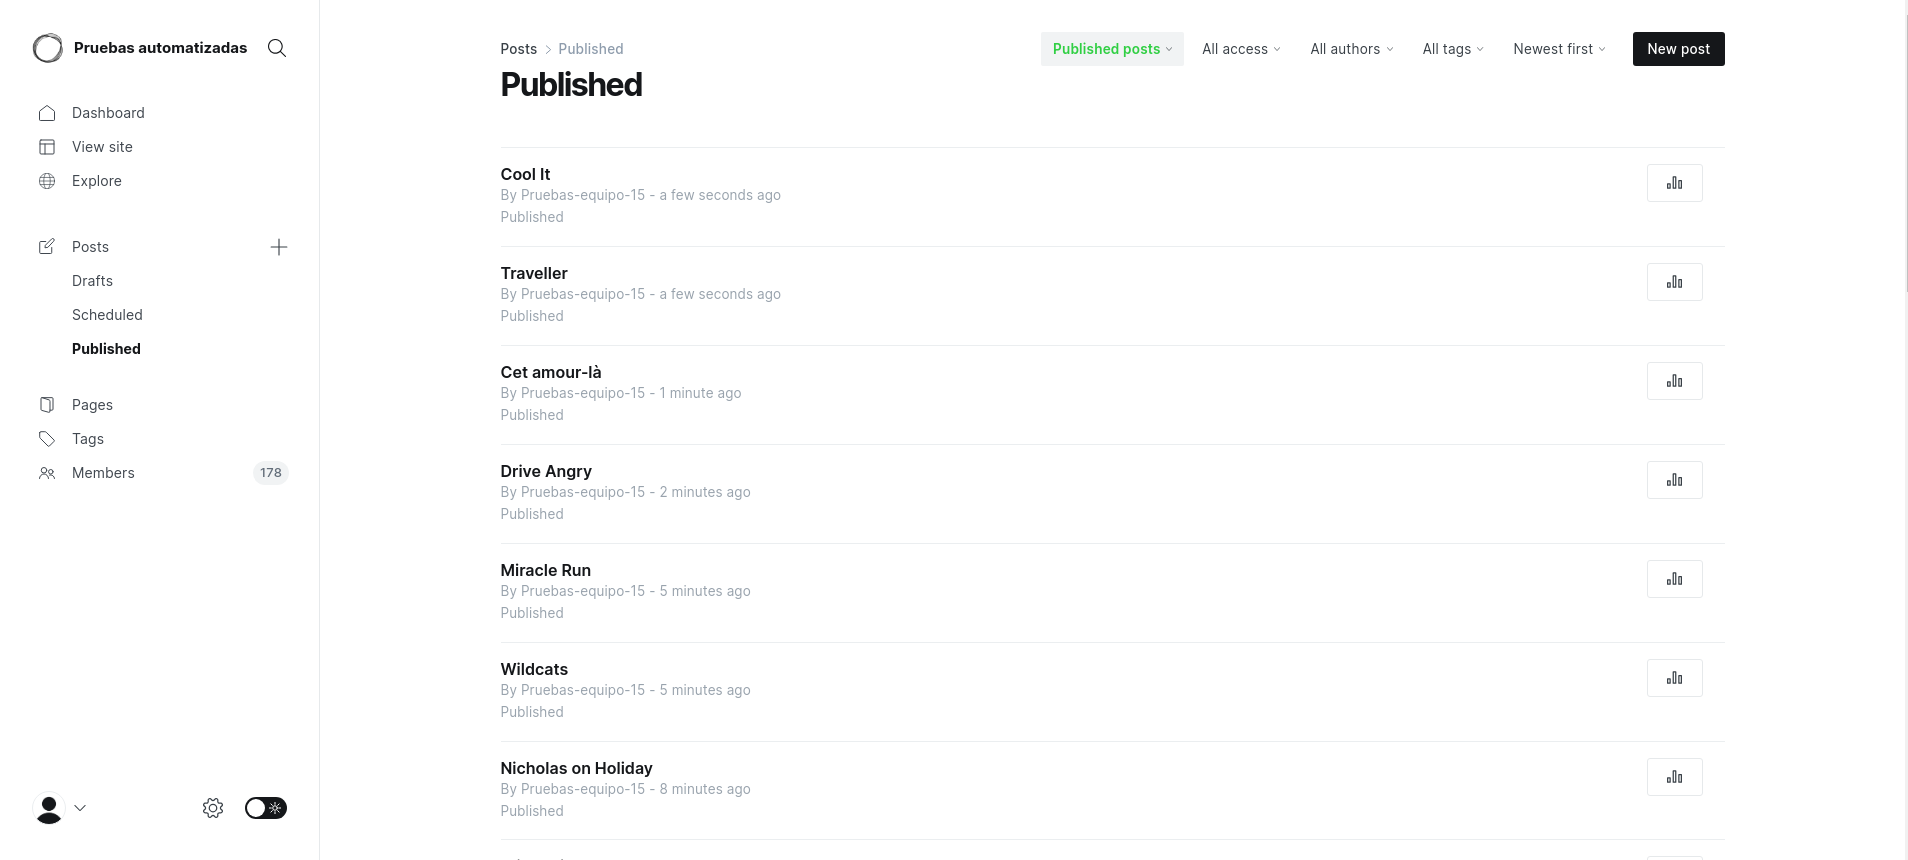 Pruebas automatizadas
Dashboard
View site
Explore
Posts
Drafts
Scheduled
Published
Pages
Tags
Members 178
Posts > Published
Published
Published posts
All access
All authors
All tags
Newest first
New post
Cool It
By Pruebas-equipo-15 - a few seconds ago
Published
Traveller
By Pruebas-equipo-15 - a few seconds ago
Published
Cet amour-là
By Pruebas-equipo-15 - 1 minute ago
Published
Drive Angry
By Pruebas-equipo-15 - 2 minutes ago
Published
Miracle Run
By Pruebas-equipo-15 - 5 minutes ago
Published
Wildcats
By Pruebas-equipo-15 - 5 minutes ago
Published
Nicholas on Holiday
By Pruebas-equipo-15 - 8 minutes ago
Published